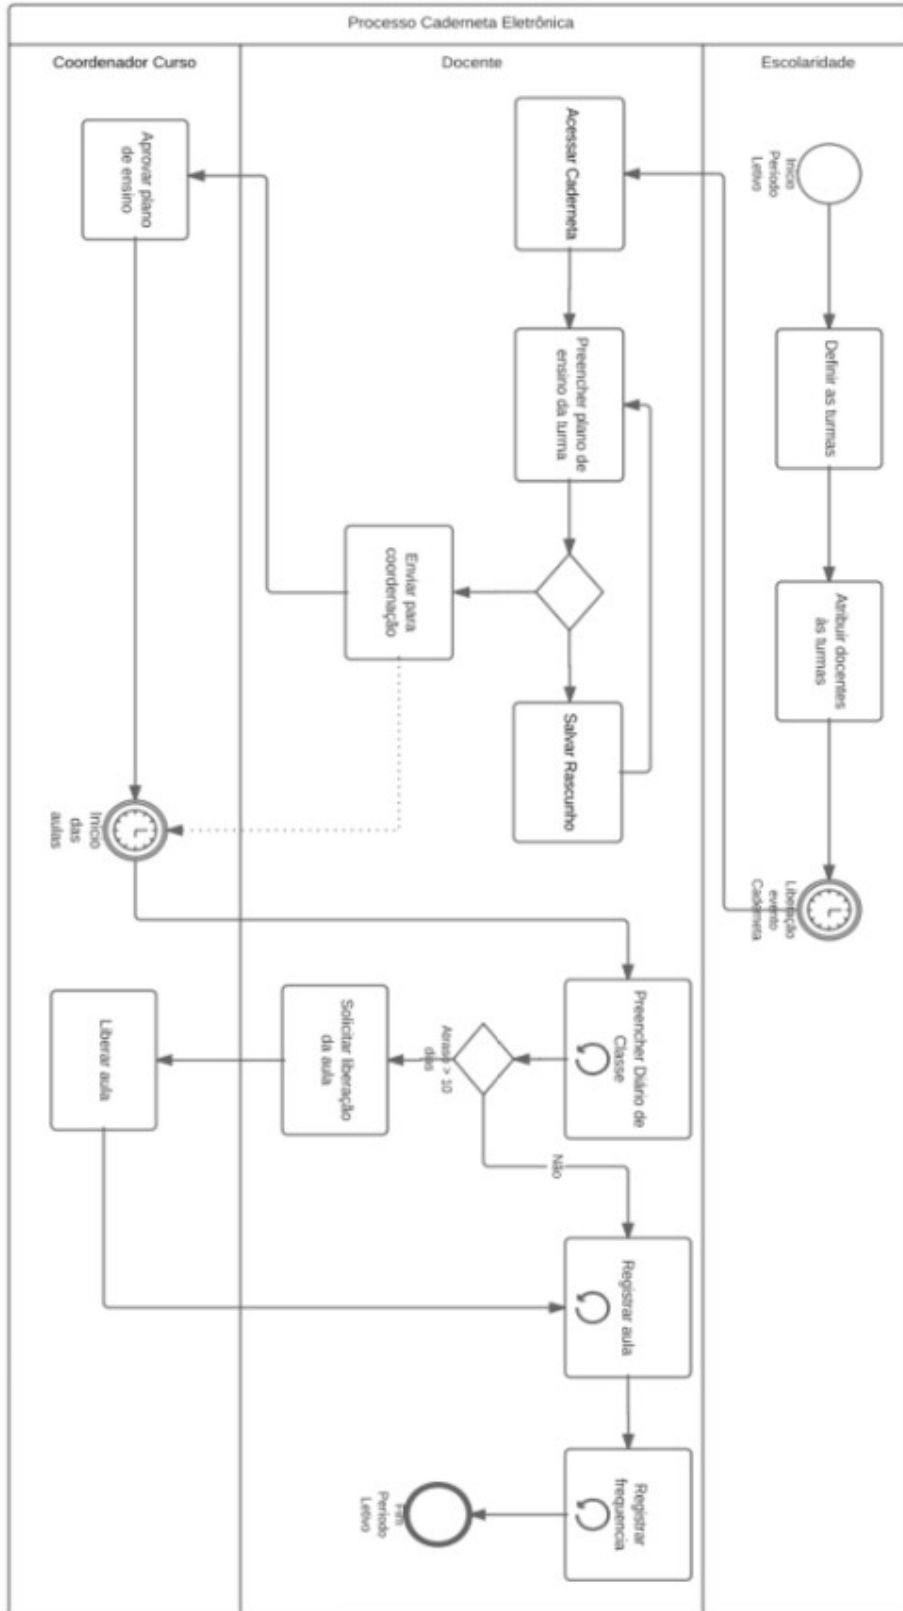 Processo Caderneta Eletrônica
Escolaridade
Docente
Coordenador Curso
Início
Período
Letivo
Definir as turmas
Atribuir docentes
às turmas
Liberação
evento
Caderneta
Acessar Caderneta
Preencher plano de
ensino da turma
Salvar Rascunho
Enviar para
coordenação
Aprovar plano
de ensino
Início
das
aulas
Preencher Diário de
Classe
Atraso > 10
dias
Não
Solicitar liberação
da aula
Liberar aula
Registrar aula
Registrar
frequencia
Fim
Período
Letivo